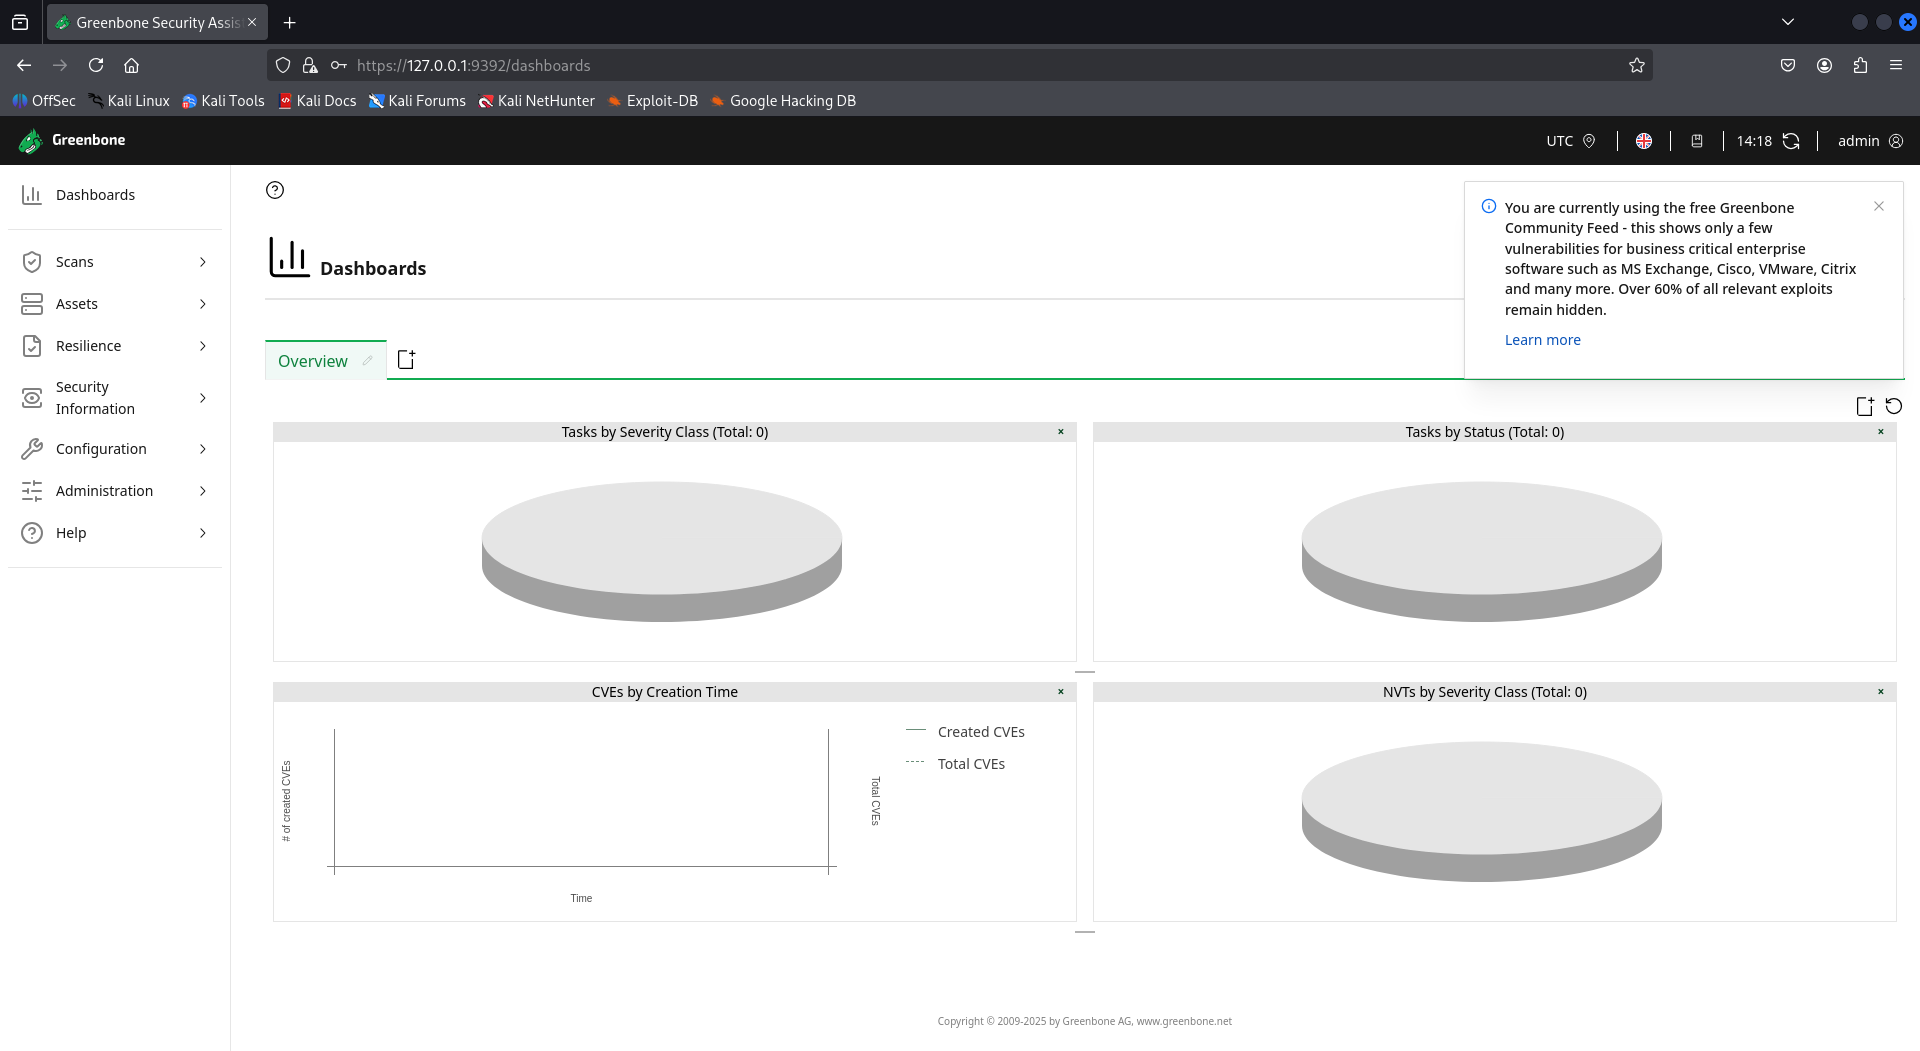 Greenbone Security Assis
https://127.0.0.1:9392/dashboards
OffSec Kali Linux Kali Tools Kali Docs Kali Forums Kali NetHunter Exploit-DB Google Hacking DB
Greenbone
UTC
14:18
admin
Dashboards
Scans
Assets
Resilience
Security
Information
Configuration
Administration
Help
Dashboards
You are currently using the free Greenbone
Community Feed - this shows only a few
vulnerabilities for business critical enterprise
software such as MS Exchange, Cisco, VMware, Citrix
and many more. Over 60% of all relevant exploits
remain hidden.
Learn more
Overview
Tasks by Severity Class (Total: 0)
Tasks by Status (Total: 0)
CVEs by Creation Time
# of created CVEs
Time
Total CVEs
Created CVEs
Total CVEs
NVTs by Severity Class (Total: 0)
Copyright © 2009-2025 by Greenbone AG, www.greenbone.net